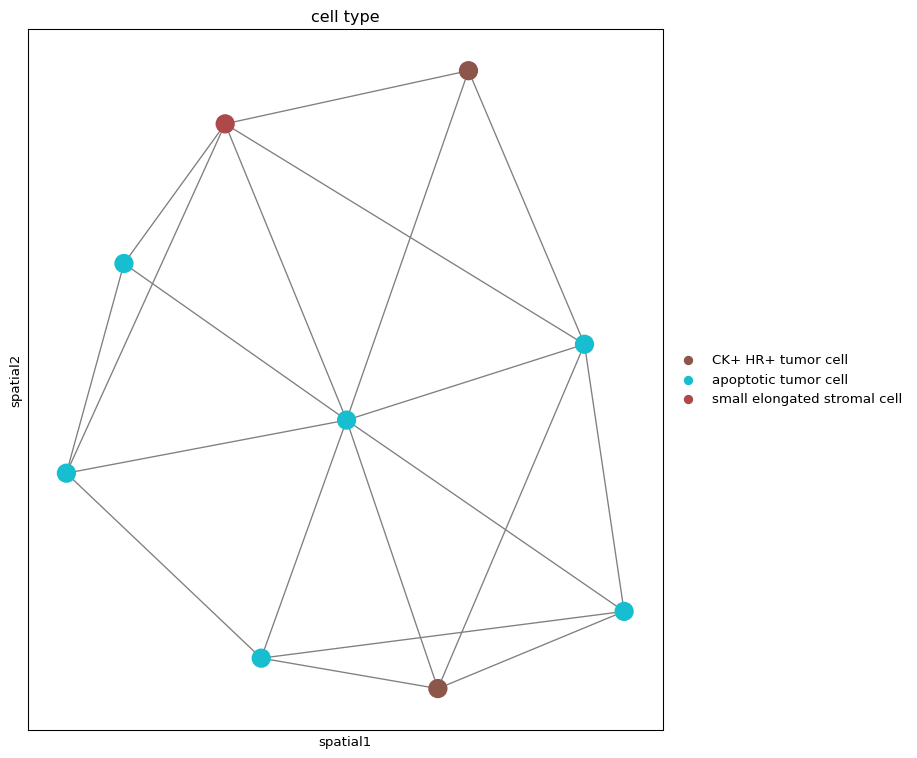 cell type
spatial2
CK+ HR+ tumor cell
apoptotic tumor cell
small elongated stromal cell
spatial1